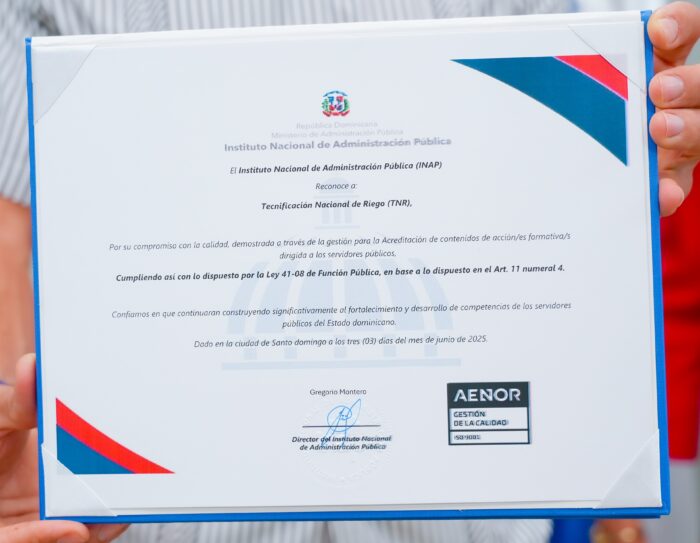 República Dominicana
Ministerio de Administración Pública
Instituto Nacional de Administración Pública
El Instituto Nacional de Administración Pública (INAP)
Reconoce a:
Tecnificación Nacional de Riego (TNR),
Por su compromiso con la calidad, demostrada a través de la gestión para la Acreditación de contenidos de acción/es formativa/s
dirigida a los servidores públicos,
Cumpliendo así con lo dispuesto por la Ley 41-08 de Función Pública, en base a lo dispuesto en el Art. 11 numeral 4.
Confiamos en que continuaran construyendo significativamente al fortalecimiento y desarrollo de competencias de los servidores
públicos del Estado dominicano.
Dado en la ciudad de Santo domingo a los tres (03) días del mes de junio de 2025.
Gregorio Montero
Director del Instituto Nacional
de Administración Pública
AENOR
GESTIÓN
DE LA CALIDAD
ISO 9001